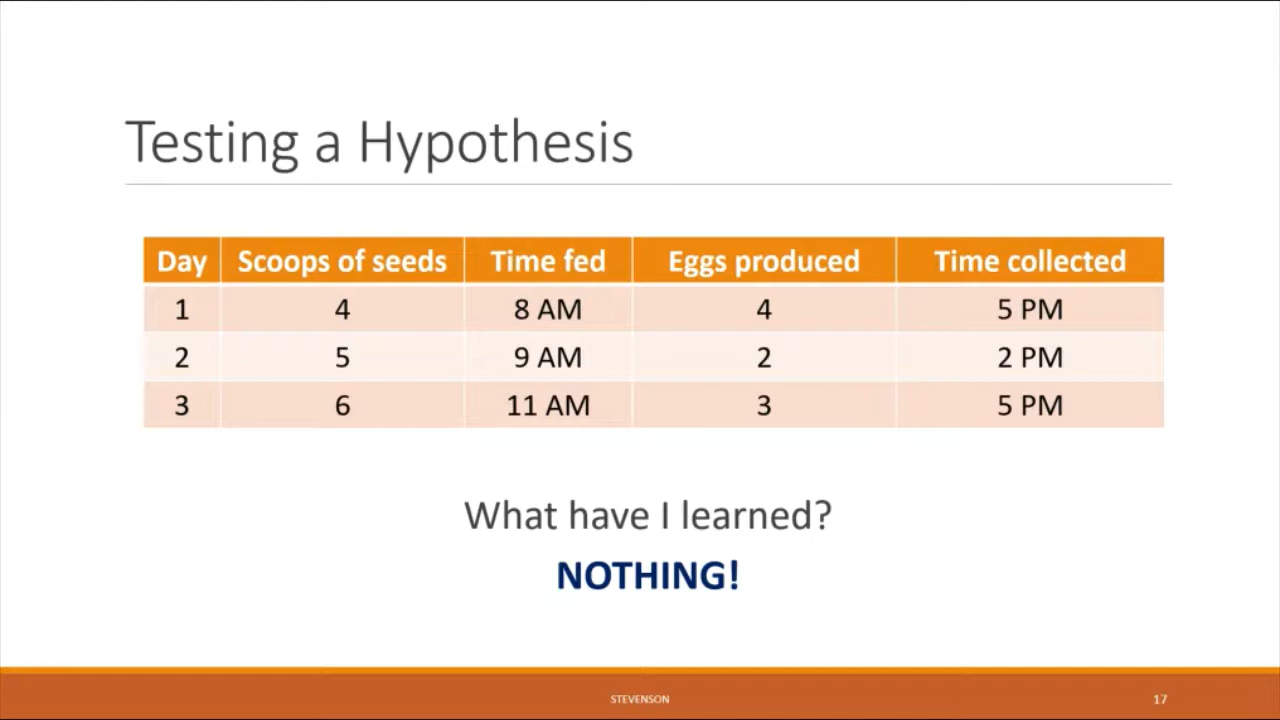 Testing a Hypothesis
Day Scoops of seeds Time fed Eggs produced Time collected
1 4 8 AM 4 5 PM
2 5 9 AM 2 2 PM
3 6 11 AM 3 5 PM
What have I learned?
NOTHING!
STEVENSON 17